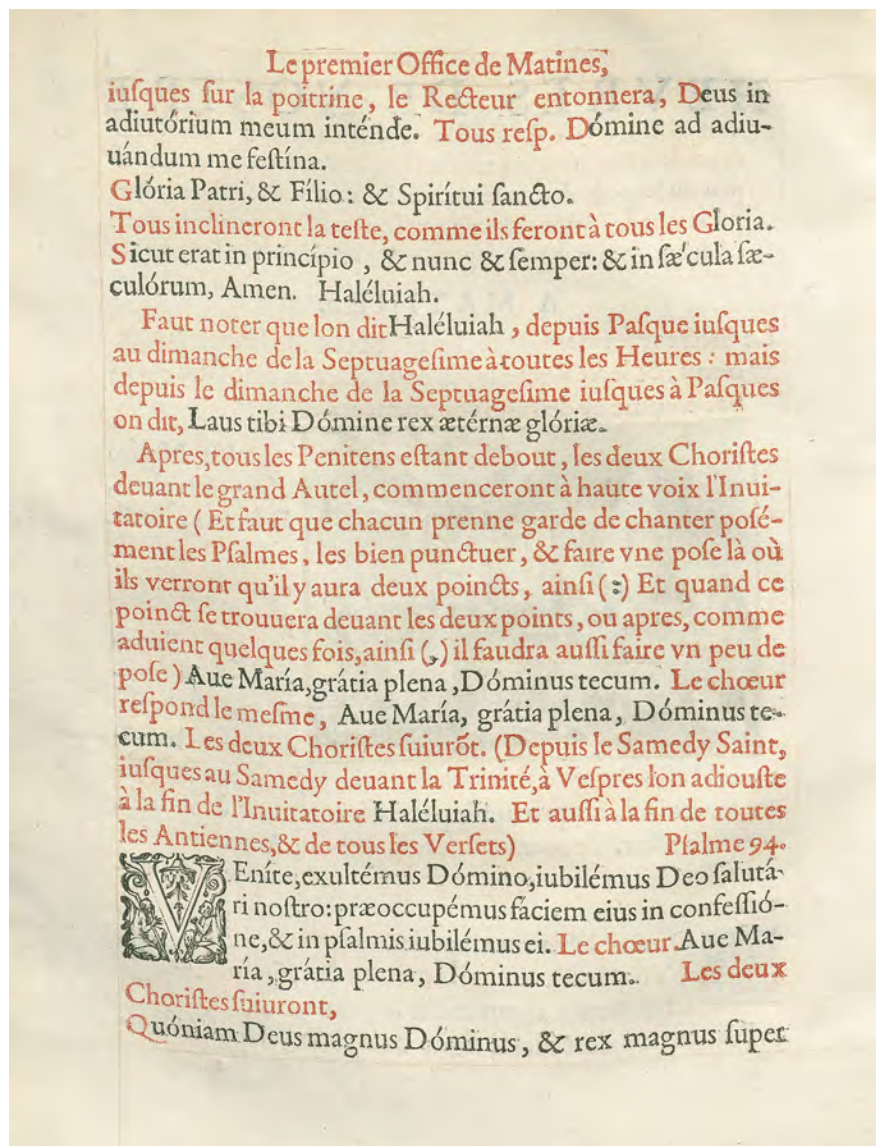 Le premier Office de Matines,
iuſques ſur la poitrine, le Recteur entonnera, Deus in
adiutórium meum inténde. Tous reſp. Dómine ad adiu-
uándum me feſtína.
Glória Patri, & Fílio: & Spirítui ſancto.
Tous inclineront la teſte, comme ils feront à tous les Gloria.
Sicut erat in princípio, & nunc & ſemper: & in ſæ'cula ſæ-
culórum, Amen. Haléluiah.
Faut noter que lon dit Haléluiah, depuis Paſque iuſques
au dimanche de la Septuageſime à toutes les Heures: mais
depuis le dimanche de la Septuageſime iuſques à Paſques
on dit, Laus tibi Dómine rex ætérnæ glóriæ.
Apres, tous les Penitens eſtant debout, les deux Choriſtes
deuant le grand Autel, commenceront à haute voix l'Inui-
tatoire (Et faut que chacun prenne garde de chanter poſé-
ment les Pſalmes, les bien punctuer, & faire vne poſe là où
ils verront qu'il y aura deux poincts, ainſi (:) Et quand ce
poinct ſe trouuera deuant les deux points, ou apres, comme
aduient quelques fois, ainſi (,) il faudra auſſi faire vn peu de
poſe) Aue María, grátia plena, Dóminus tecum. Le chœur
reſpond le meſme, Aue María, grátia plena, Dóminus te-
cum. Les deux Choriſtes ſuiurōt. (Depuis le Samedy Saint,
iuſques au Samedy deuant la Trinité, à Veſpres lon adiouſte
à la fin de l'Inuitatoire Haléluiah. Et auſſi à la fin de toutes
les Antiennes, & de tous les Verſets) Pſalme 94.
VEníte, exultémus Dómino, iubilémus Deo ſalutá-
ri noſtro: præoccupémus fáciem eius in confeſſió-
ne, & in pſalmis iubilémus ei. Le chœur. Aue Ma-
ría, grátia plena, Dóminus tecum. Les deux
Choriſtes ſuiuront,
Quóniam Deus magnus Dóminus, & rex magnus ſuper